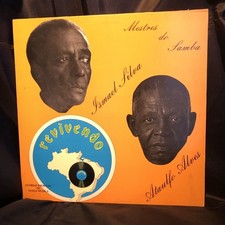 Mestres do Samba
Ismael Silva
Ataulfo Alves
revivendo